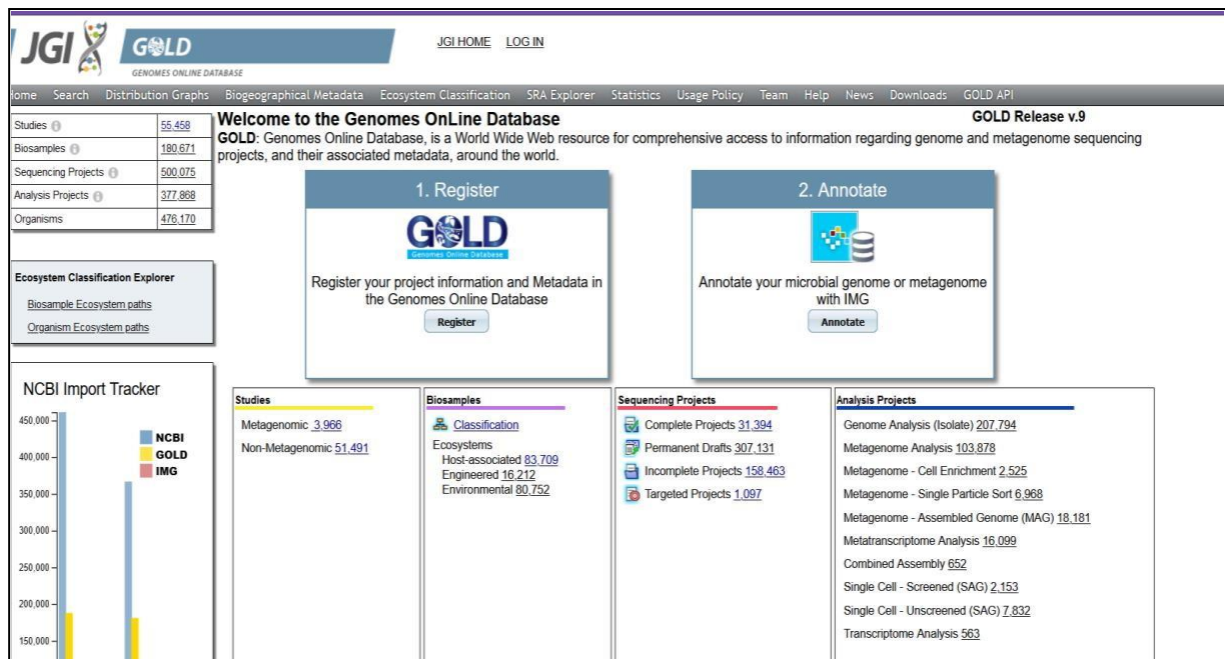 JGI
GOLD
GENOMES ONLINE DATABASE
JGI HOME LOG IN
Home Search Distribution Graphs Biogeographical Metadata Ecosystem Classification SRA Explorer Statistics Usage Policy Team Help News Downloads GOLD API
Studies 55,458
Biosamples 180,671
Sequencing Projects 500,075
Analysis Projects 377,868
Organisms 476,170
Ecosystem Classification Explorer
Biosample Ecosystem paths
Organism Ecosystem paths
Welcome to the Genomes OnLine Database
GOLD Release v.9
GOLD: Genomes Online Database, is a World Wide Web resource for comprehensive access to information regarding genome and metagenome sequencing
projects, and their associated metadata, around the world.
1. Register
GOLD
Genomes Online Database
Register your project information and Metadata in
the Genomes Online Database
Register
2. Annotate
Annotate your microbial genome or metagenome
with IMG
Annotate
NCBI Import Tracker
450,000
400,000
350,000
300,000
250,000
200,000
150,000
NCBI
GOLD
IMG
Studies
Metagenomic 3,966
Non-Metagenomic 51,491
Biosamples
Classification
Ecosystems
Host-associated 83,709
Engineered 16,212
Environmental 80,752
Sequencing Projects
Complete Projects 31,394
Permanent Drafts 307,131
Incomplete Projects 158,463
Targeted Projects 1,097
Analysis Projects
Genome Analysis (Isolate) 207,794
Metagenome Analysis 103,878
Metagenome - Cell Enrichment 2,525
Metagenome - Single Particle Sort 6,968
Metagenome - Assembled Genome (MAG) 18,181
Metatranscriptome Analysis 16,099
Combined Assembly 652
Single Cell - Screened (SAG) 2,153
Single Cell - Unscreened (SAG) 7,832
Transcriptome Analysis 563